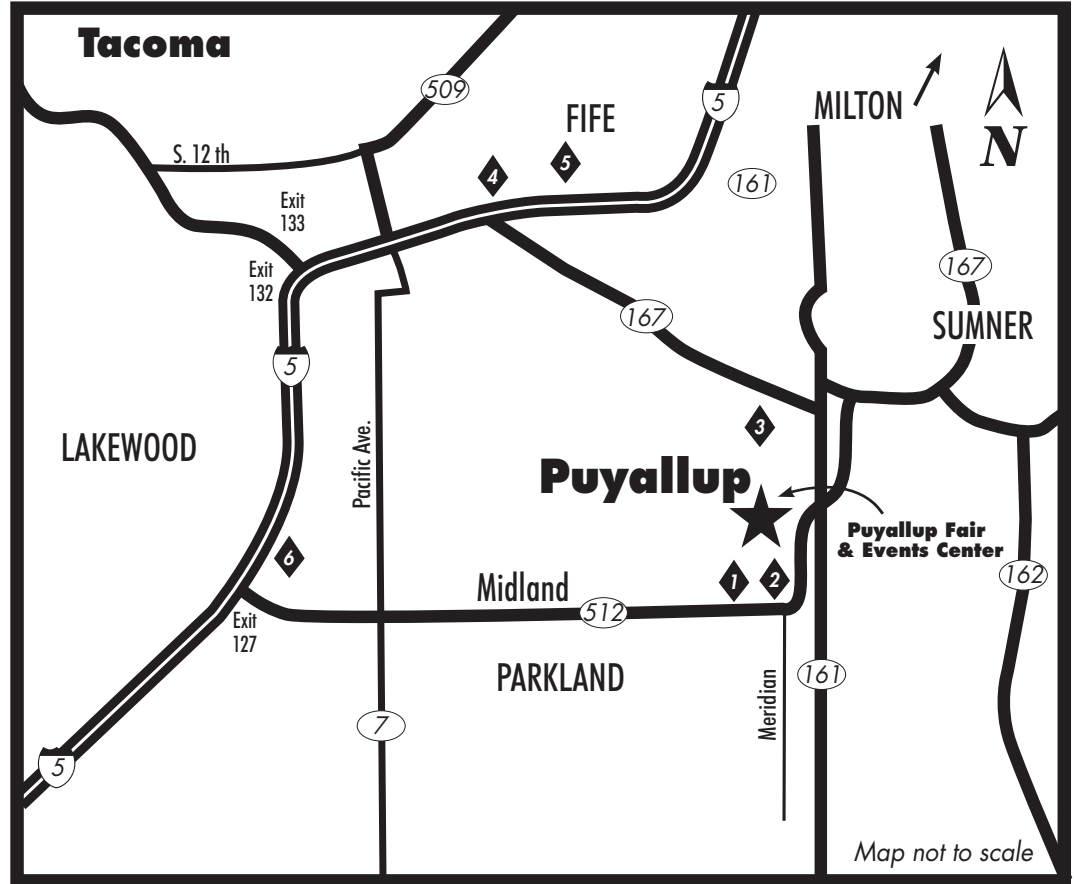 Tacoma
509
5
FIFE
MILTON
N
S. 12 th
4
5
161
Exit
133
Exit
132
167
167
SUMNER
5
LAKEWOOD
Pacific Ave.
3
Puyallup
Puyallup Fair
& Events Center
6
1
2
Midland
512
162
Exit
127
PARKLAND
Meridian
161
7
5
Map not to scale